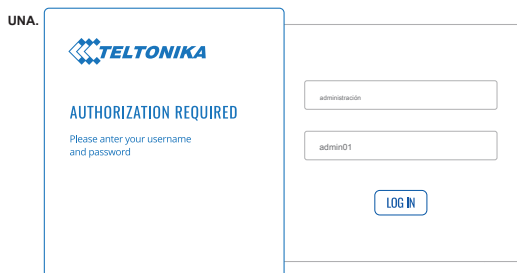 UNA.
TELTONIKA
AUTHORIZATION REQUIRED
Please anter your username
and password
administración
admin01
LOG IN